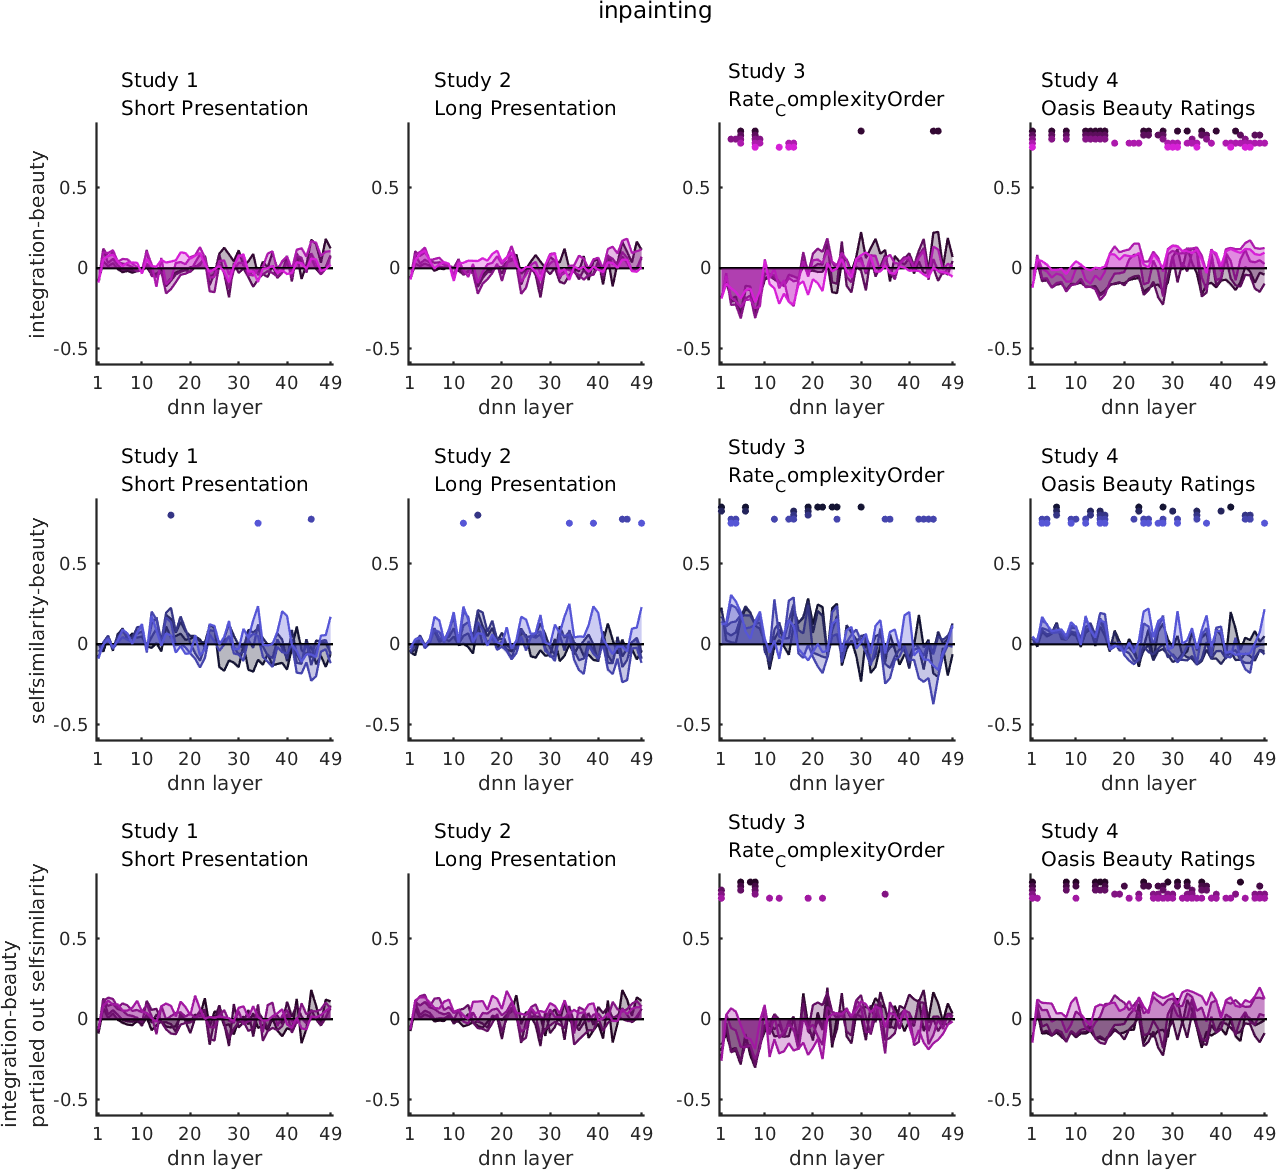 inpainting
Study 1
Short Presentation
Study 2
Long Presentation
Study 3
Rate_ComplexityOrder
Study 4
Oasis Beauty Ratings
integration-beauty
0.5
0
-0.5
1 10 20 30 40 49
dnn layer
0.5
0
-0.5
1 10 20 30 40 49
dnn layer
0.5
0
-0.5
1 10 20 30 40 49
dnn layer
0.5
0
-0.5
1 10 20 30 40 49
dnn layer
Study 1
Short Presentation
Study 2
Long Presentation
Study 3
Rate_ComplexityOrder
Study 4
Oasis Beauty Ratings
selfsimilarity-beauty
0.5
0
-0.5
1 10 20 30 40 49
dnn layer
0.5
0
-0.5
1 10 20 30 40 49
dnn layer
0.5
0
-0.5
1 10 20 30 40 49
dnn layer
0.5
0
-0.5
1 10 20 30 40 49
dnn layer
Study 1
Short Presentation
Study 2
Long Presentation
Study 3
Rate_ComplexityOrder
Study 4
Oasis Beauty Ratings
integration-beauty
partialed out selfsimilarity
0.5
0
-0.5
1 10 20 30 40 49
dnn layer
0.5
0
-0.5
1 10 20 30 40 49
dnn layer
0.5
0
-0.5
1 10 20 30 40 49
dnn layer
0.5
0
-0.5
1 10 20 30 40 49
dnn layer